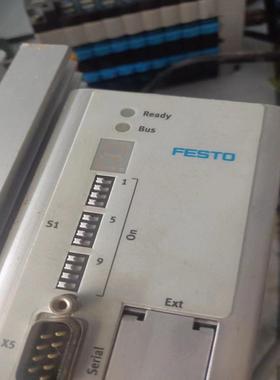 Ready
Bus
FESTO
1
S1
5
On
9
Ext
X5
Serial